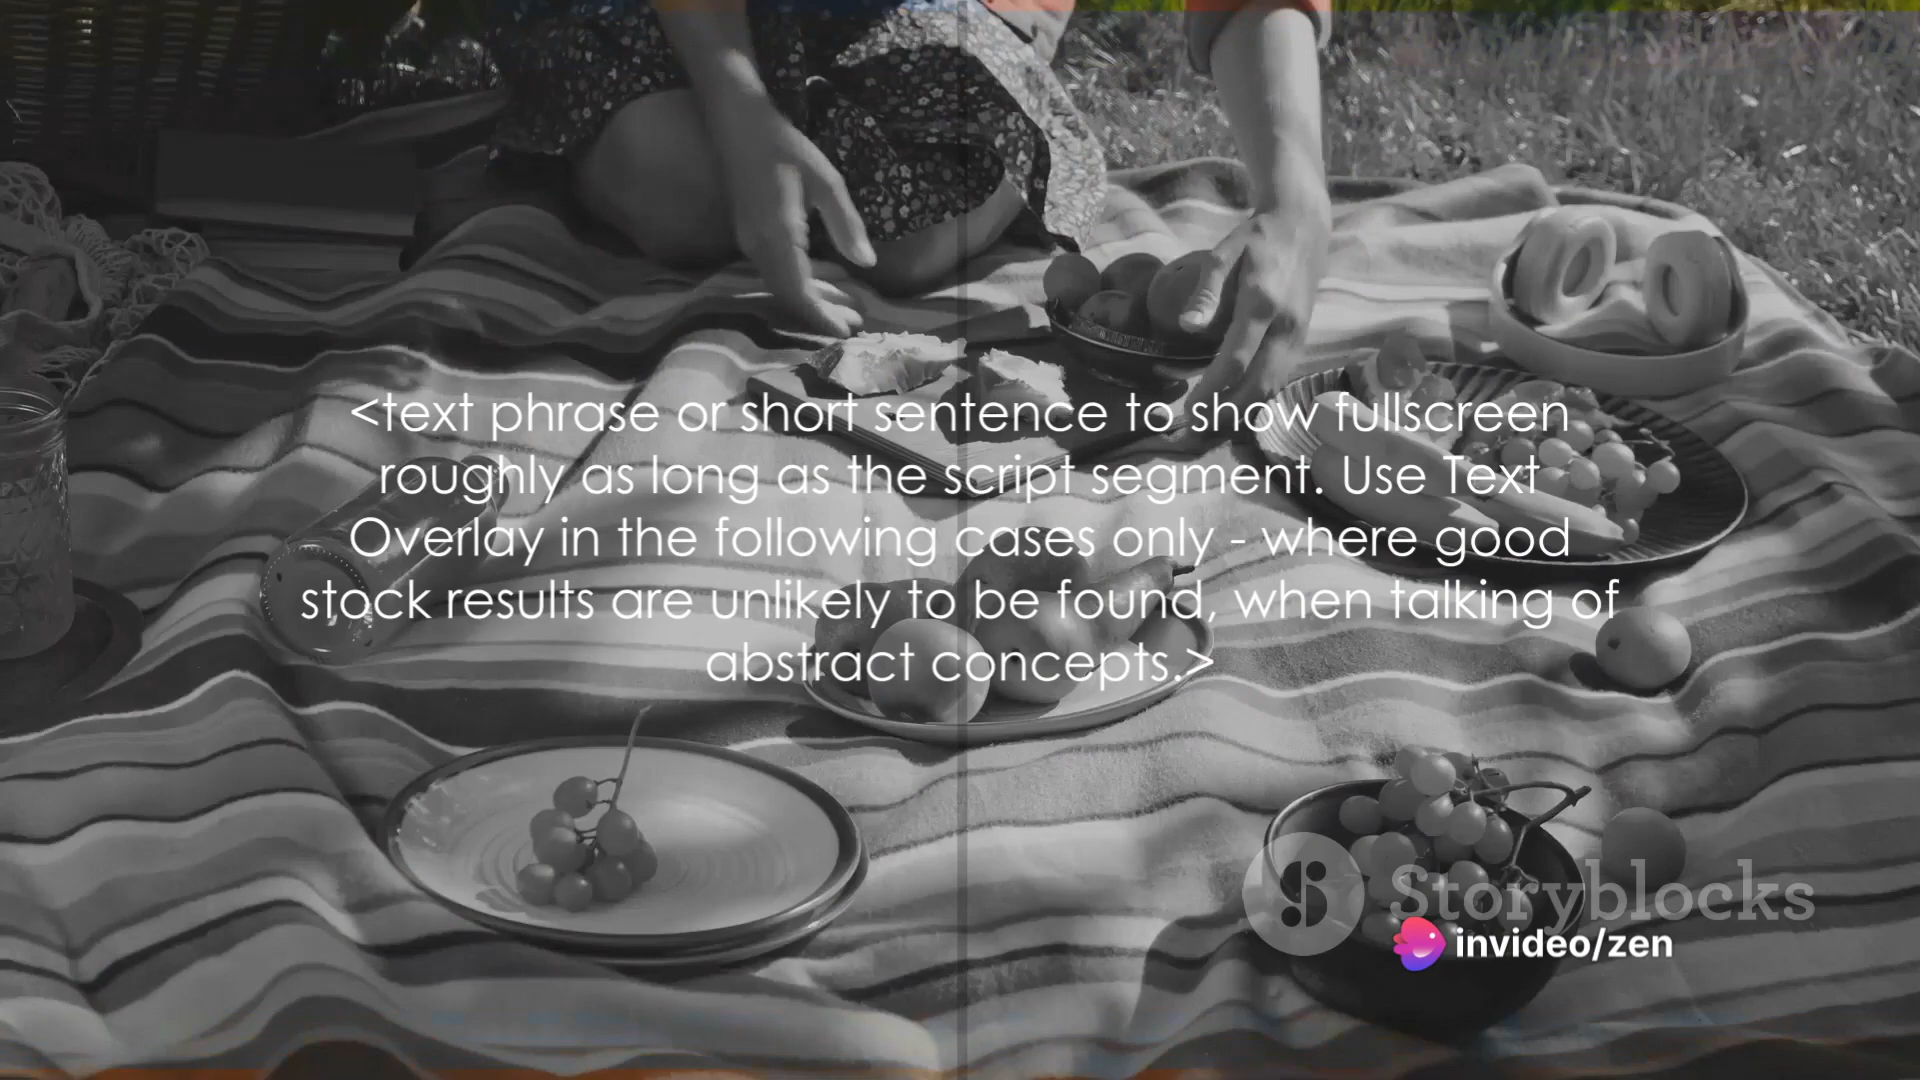 <text phrase or short sentence to show fullscreen
roughly as long as the script segment. Use Text
Overlay in the following cases only - where good
stock results are unlikely to be found, when talking of
abstract concepts.>
Storyblocks
invideo/zen